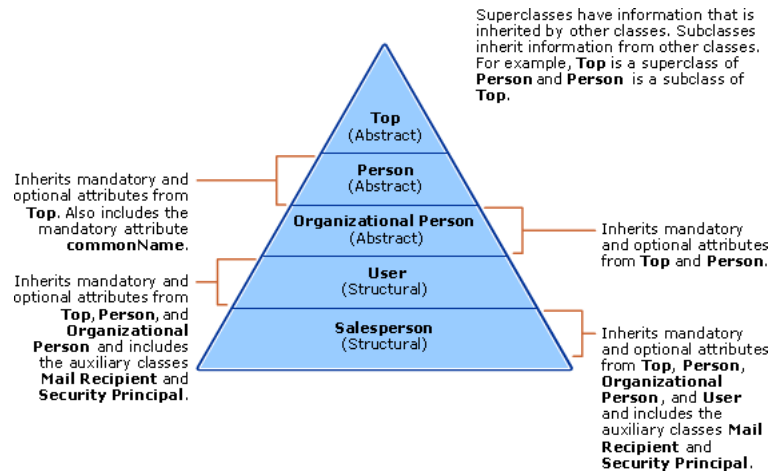 Superclasses have information that is
inherited by other classes. Subclasses
inherit information from other classes.
For example, Top is a superclass of
Person and Person is a subclass of
Top.
Top
(Abstract)
Person
(Abstract)
Inherits mandatory and
optional attributes from
Top. Also includes the
mandatory attribute
commonName.
Organizational Person
(Abstract)
Inherits mandatory
and optional attributes
from Top and Person.
User
(Structural)
Inherits mandatory and
optional attributes from
Top, Person, and
Organizational
Person and includes
the auxiliary classes
Mail Recipient and
Security Principal.
Salesperson
(Structural)
Inherits mandatory
and optional attributes
from Top, Person,
Organizational
Person, and User
and includes the
auxiliary classes Mail
Recipient and
Security Principal.